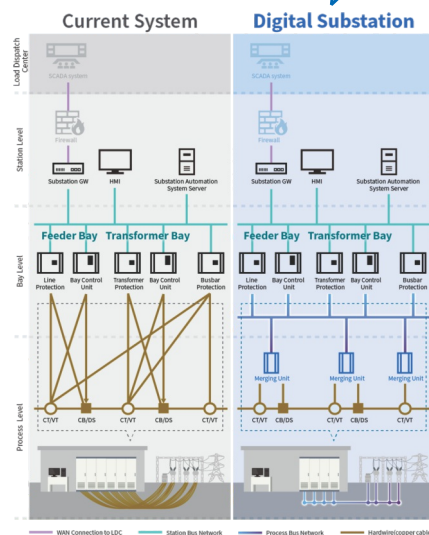 Current System
Digital Substation
Load Dispatch
Center
SCADA system
SCADA system
Firewall
Firewall
Station Level
Substation GW
HMI
Substation Automation
System Server
Substation GW
HMI
Substation Automation
System Server
Feeder Bay
Transformer Bay
Feeder Bay
Transformer Bay
Bay Level
Line
Protection
Bay Control
Unit
Transformer
Protection
Bay Control
Unit
Busbar
Protection
Line
Protection
Bay Control
Unit
Transformer
Protection
Bay Control
Unit
Busbar
Protection
Merging Unit
Merging Unit
Merging Unit
Process Level
CT/VT
CB/DS
CT/VT
CB/DS
CT/VT
CT/VT
CB/DS
CT/VT
CB/DS
CT/VT
WAN Connection to LDC
Station Bus Network
Process Bus Network
Hardwire(copper cable